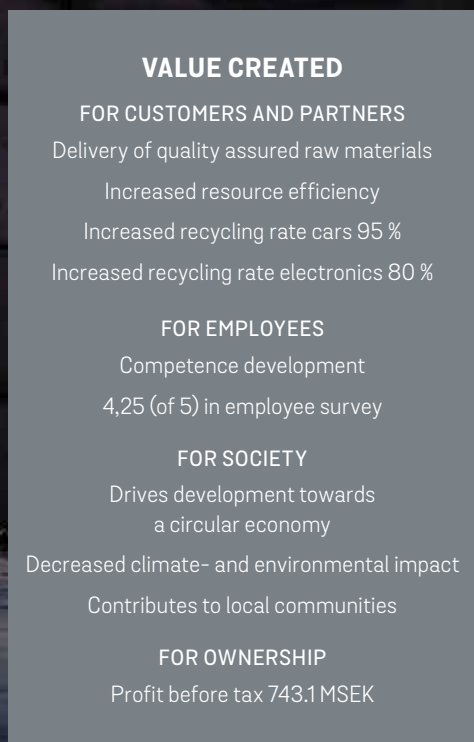 VALUE CREATED
FOR CUSTOMERS AND PARTNERS
Delivery of quality assured raw materials
Increased resource efficiency
Increased recycling rate cars 95 %
Increased recycling rate electronics 80 %
FOR EMPLOYEES
Competence development
4,25 (of 5) in employee survey
FOR SOCIETY
Drives development towards
a circular economy
Decreased climate- and environmental impact
Contributes to local communities
FOR OWNERSHIP
Profit before tax 743.1 MSEK